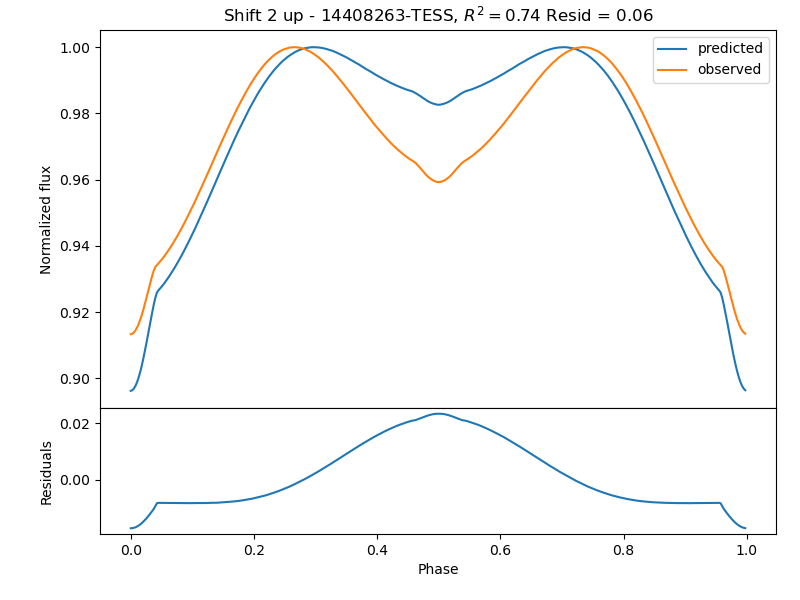 Shift 2 up - 14408263-TESS, R² = 0.74 Resid = 0.06
predicted
observed
1.00
0.98
0.96
0.94
0.92
0.90
Normalized flux
0.02
0.00
Residuals
0.0 0.2 0.4 0.6 0.8 1.0
Phase